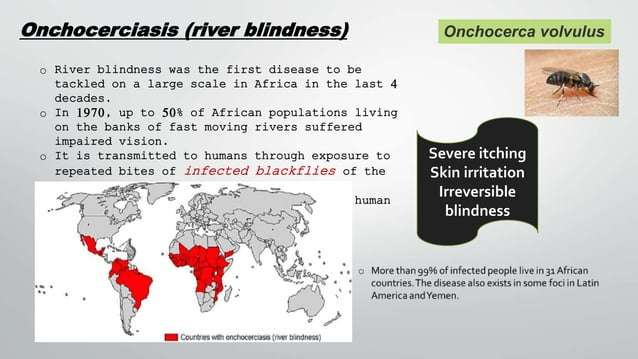 Onchocerciasis (river blindness)
Onchocerca volvulus
o River blindness was the first disease to be
tackled on a large scale in Africa in the last 4
decades.
o In 1970, up to 50% of African populations living
on the banks of fast moving rivers suffered
impaired vision.
o It is transmitted to humans through exposure to
repeated bites of infected blackflies of the
human
Countries with onchocerciasis (river blindness)
Severe itching
Skin irritation
Irreversible
blindness
o More than 99% of infected people live in 31 African
countries. The disease also exists in some foci in Latin
America and Yemen.